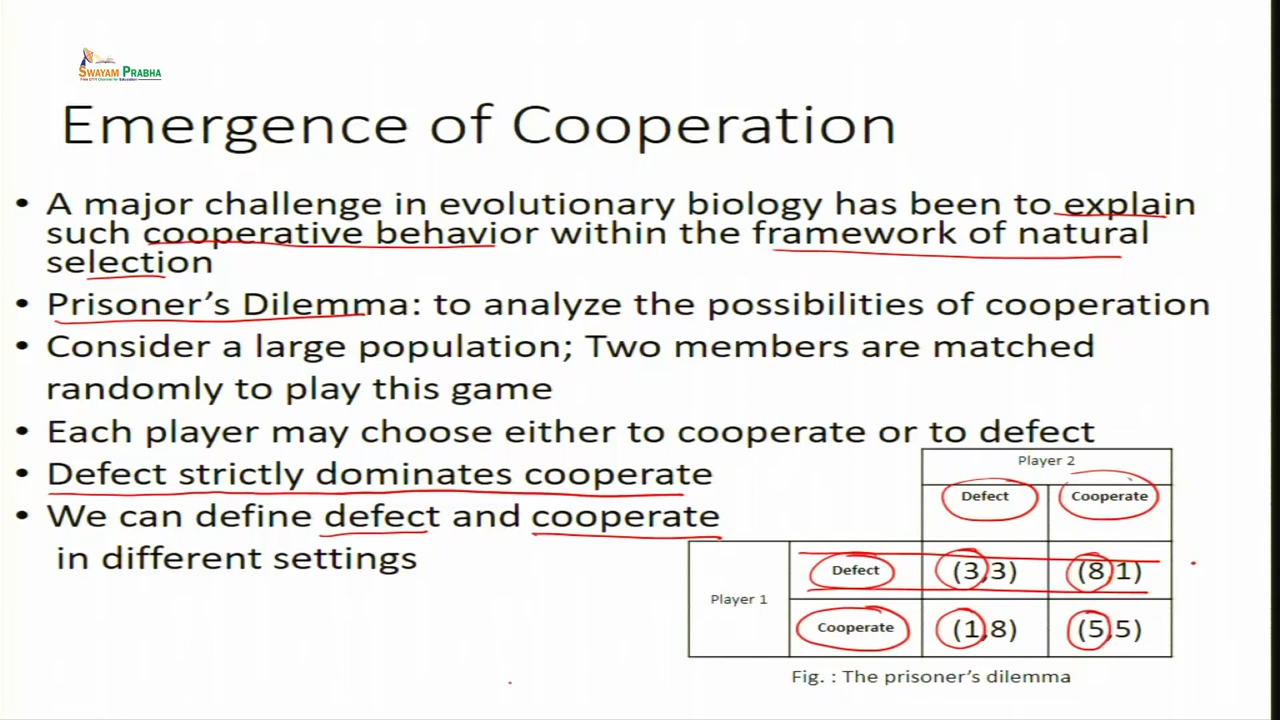 SWAYAM PRABHA
Emergence of Cooperation
• A major challenge in evolutionary biology has been to explain
such cooperative behavior within the framework of natural
selection
• Prisoner’s Dilemma: to analyze the possibilities of cooperation
• Consider a large population; Two members are matched
randomly to play this game
• Each player may choose either to cooperate or to defect
• Defect strictly dominates cooperate
• We can define defect and cooperate
in different settings
Player 2
Defect Cooperate
Player 1
Defect (3,3) (8,1)
Cooperate (1,8) (5,5)
Fig. : The prisoner’s dilemma